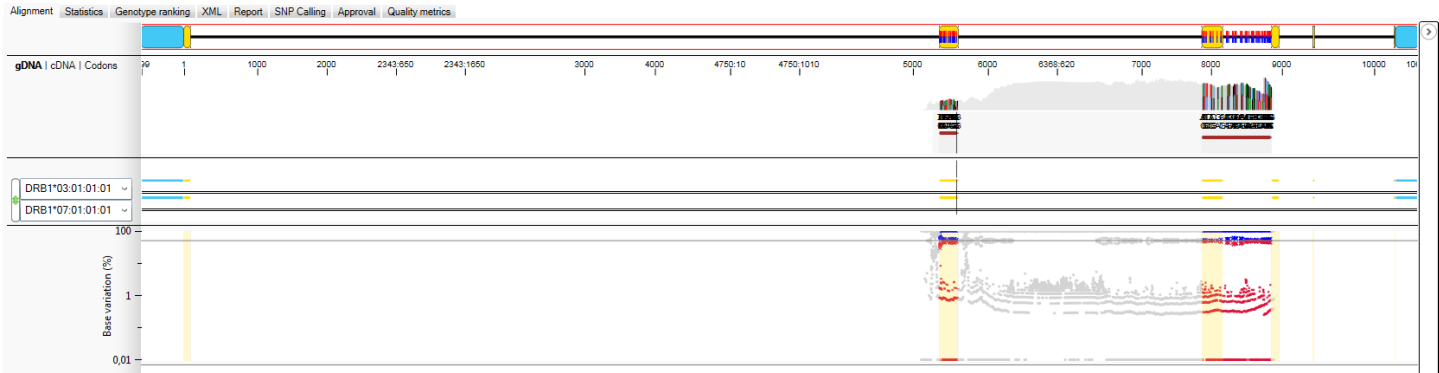 Alignment Statistics Genotype ranking XML Report SNP Calling Approval Quality metrics
gDNA | cDNA | Codons
99 1 1000 2000 2343:650 2343:1650 3000 4000 4750:10 4750:1010 5000 6000 6368:620 7000 8000 9000 10000 10
DRB1*03:01:01:01
DRB1*07:01:01:01
Base variation (%)
100
1
0,01